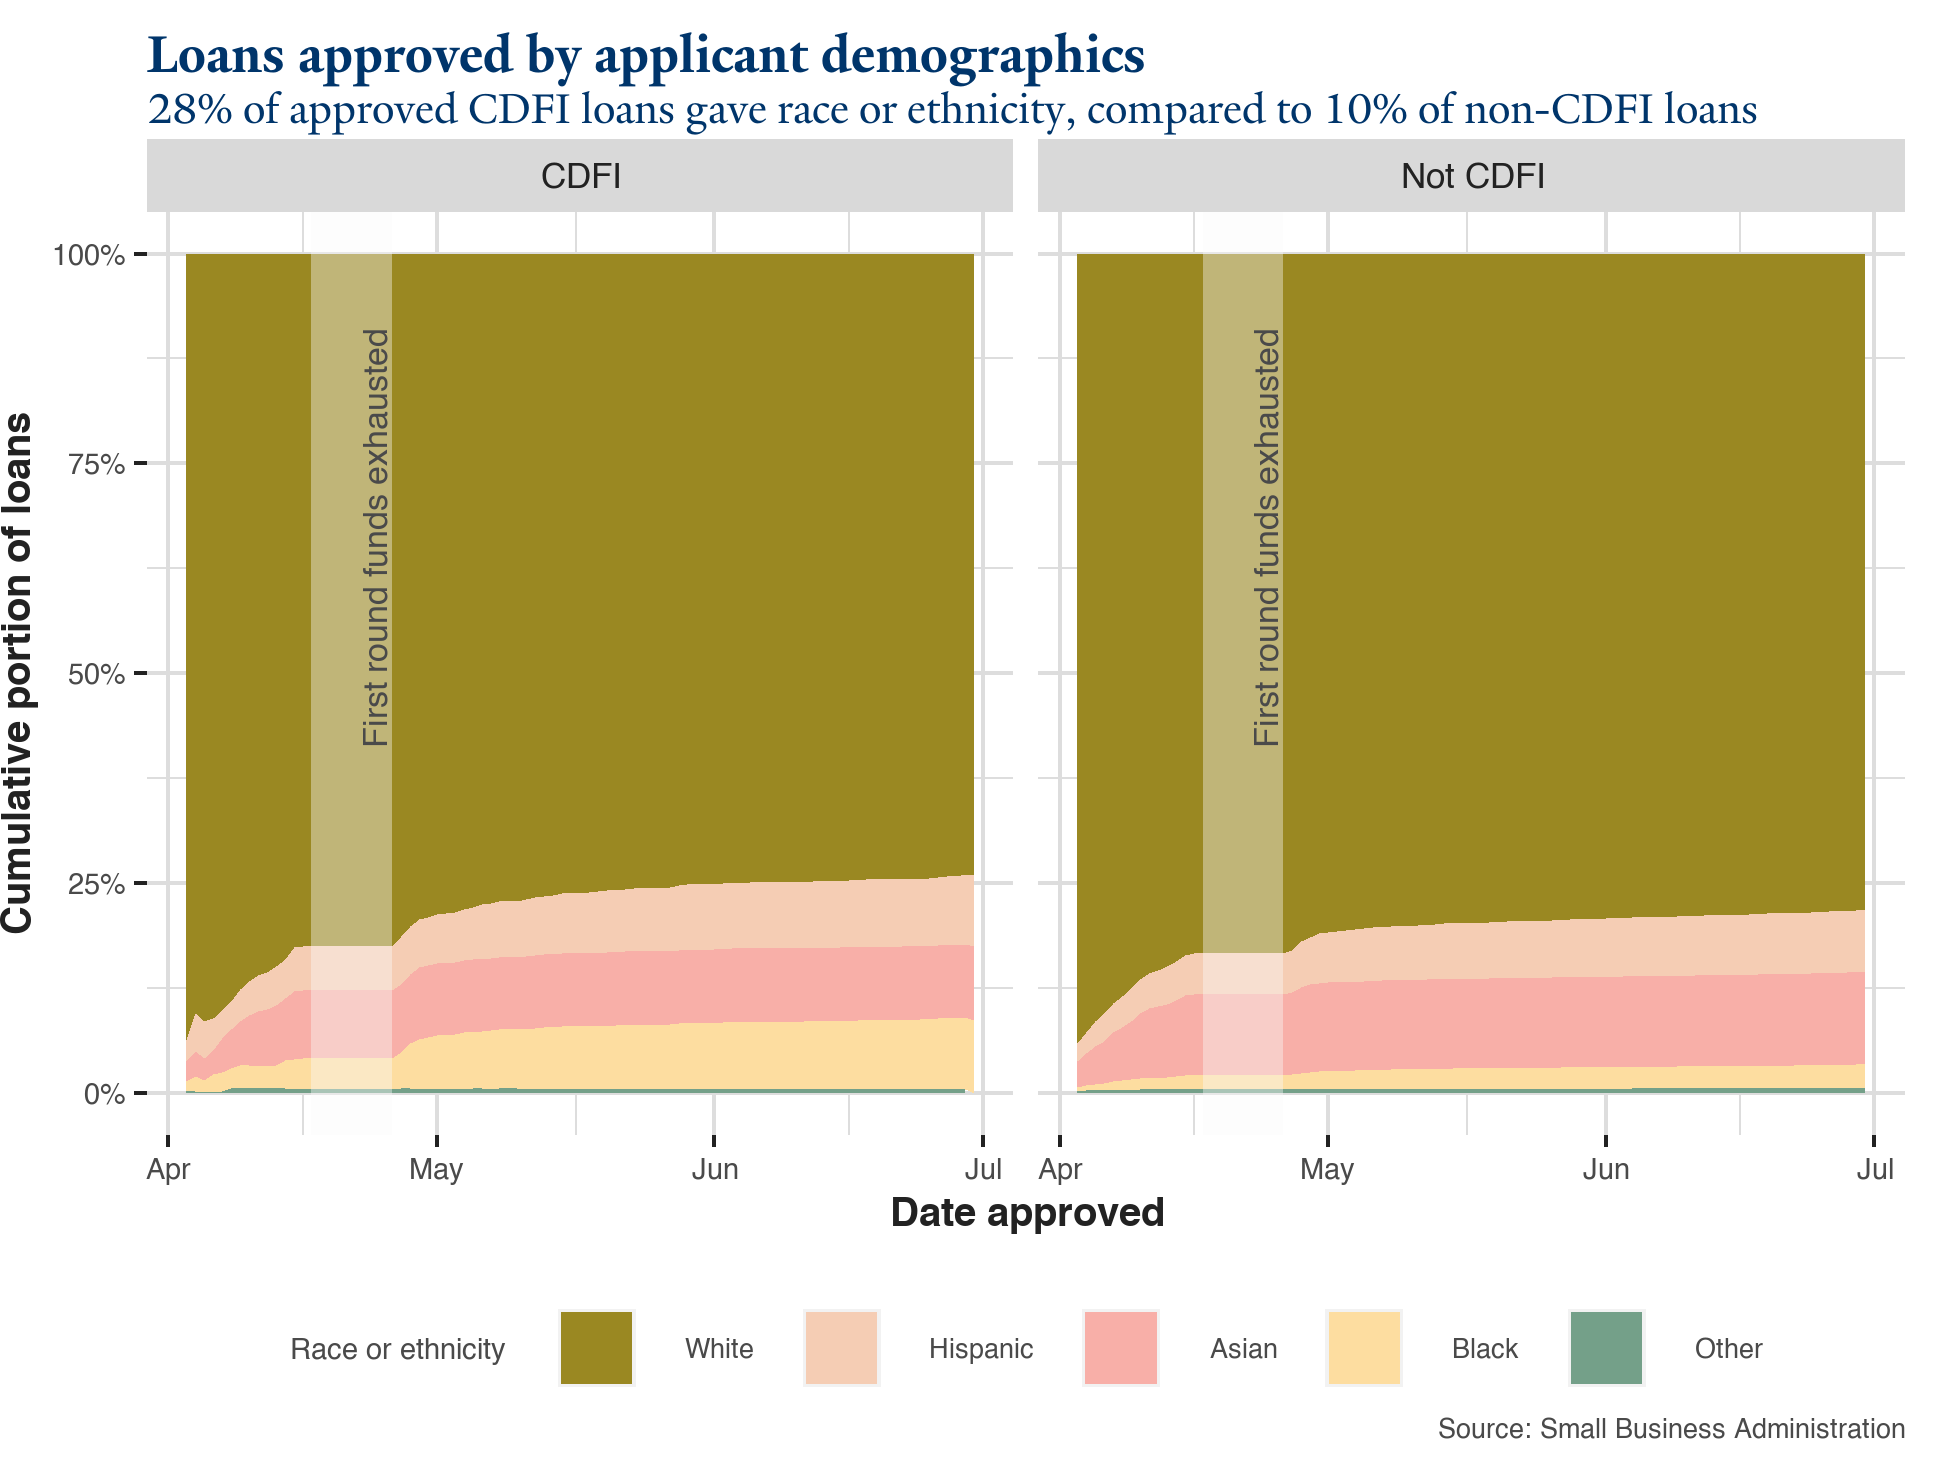 Loans approved by applicant demographics
28% of approved CDFI loans gave race or ethnicity, compared to 10% of non-CDFI loans
CDFI
Not CDFI
Cumulative portion of loans
100%
75%
50%
25%
0%
First round funds exhausted
First round funds exhausted
Apr May Jun Jul
Apr May Jun Jul
Date approved
Race or ethnicity White Hispanic Asian Black Other
Source: Small Business Administration